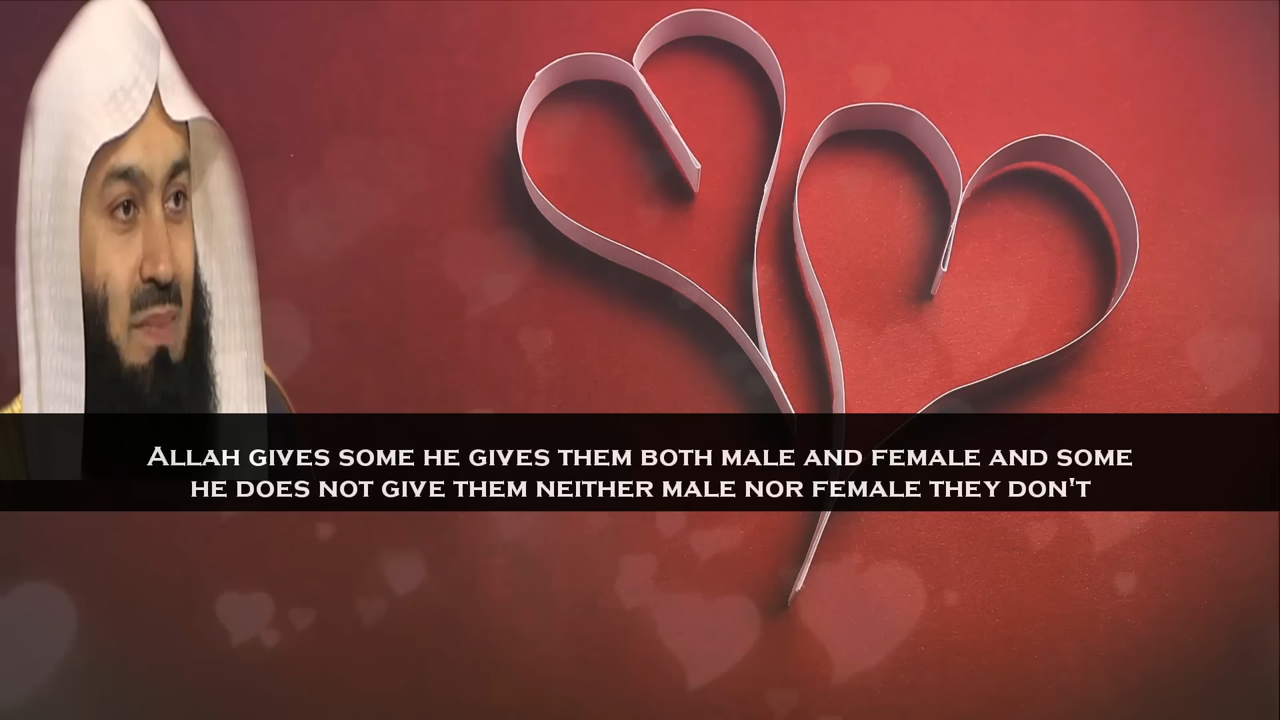 Allah gives some he gives them both male and female and some
he does not give them neither male nor female they don't